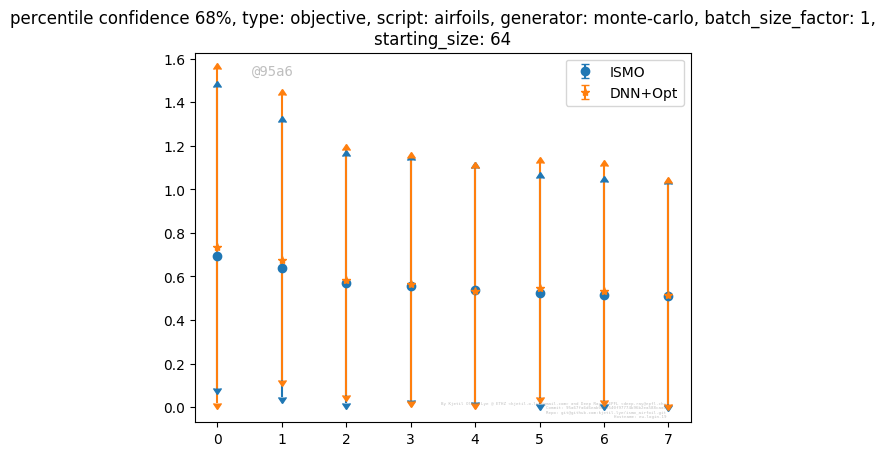 percentile confidence 68%, type: objective, script: airfoils, generator: monte-carlo, batch_size_factor: 1,
starting_size: 64
@95a6
ISMO
DNN+Opt
1.6
1.4
1.2
1.0
0.8
0.6
0.4
0.2
0.0
0 1 2 3 4 5 6 7